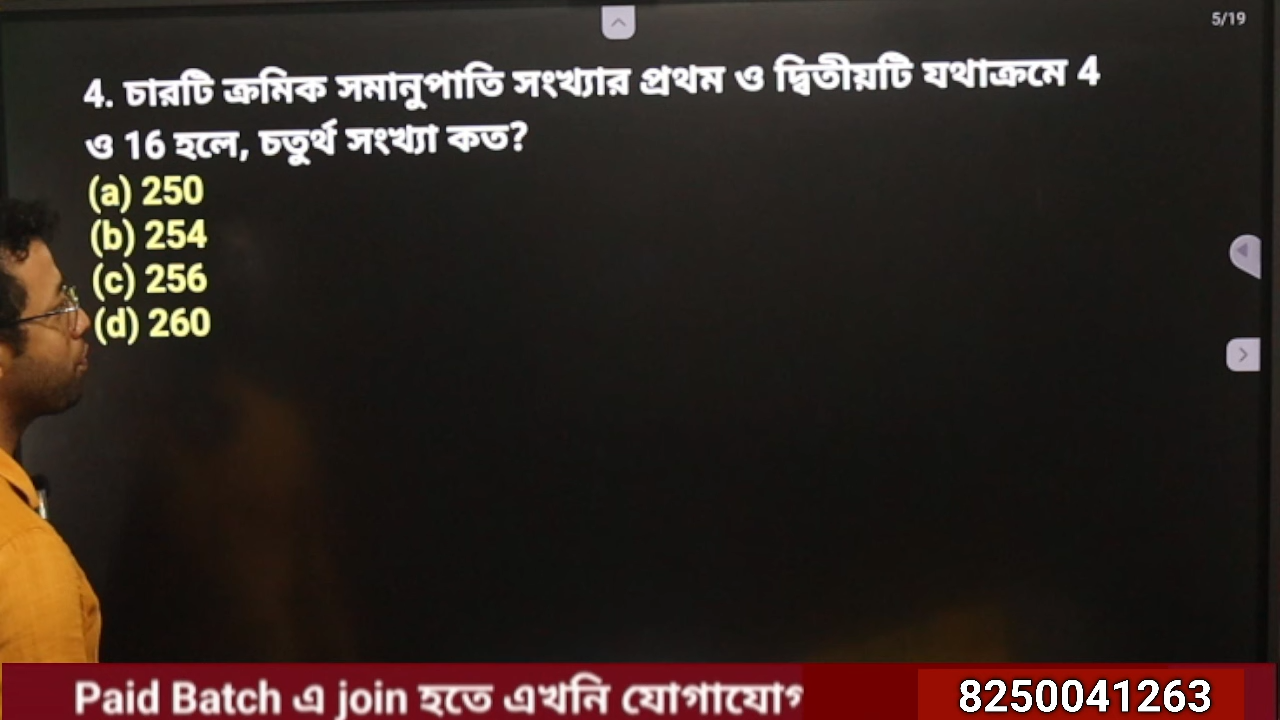 5/19
4. চারটি ক্রমিক সমানুপাতি সংখ্যার প্রথম ও দ্বিতীয়টি যথাক্রমে 4
ও 16 হলে, চতুর্থ সংখ্যা কত?
(a) 250
(b) 254
(c) 256
(d) 260
Paid Batch এ join হতে এখনি যোগাযোগ
8250041263